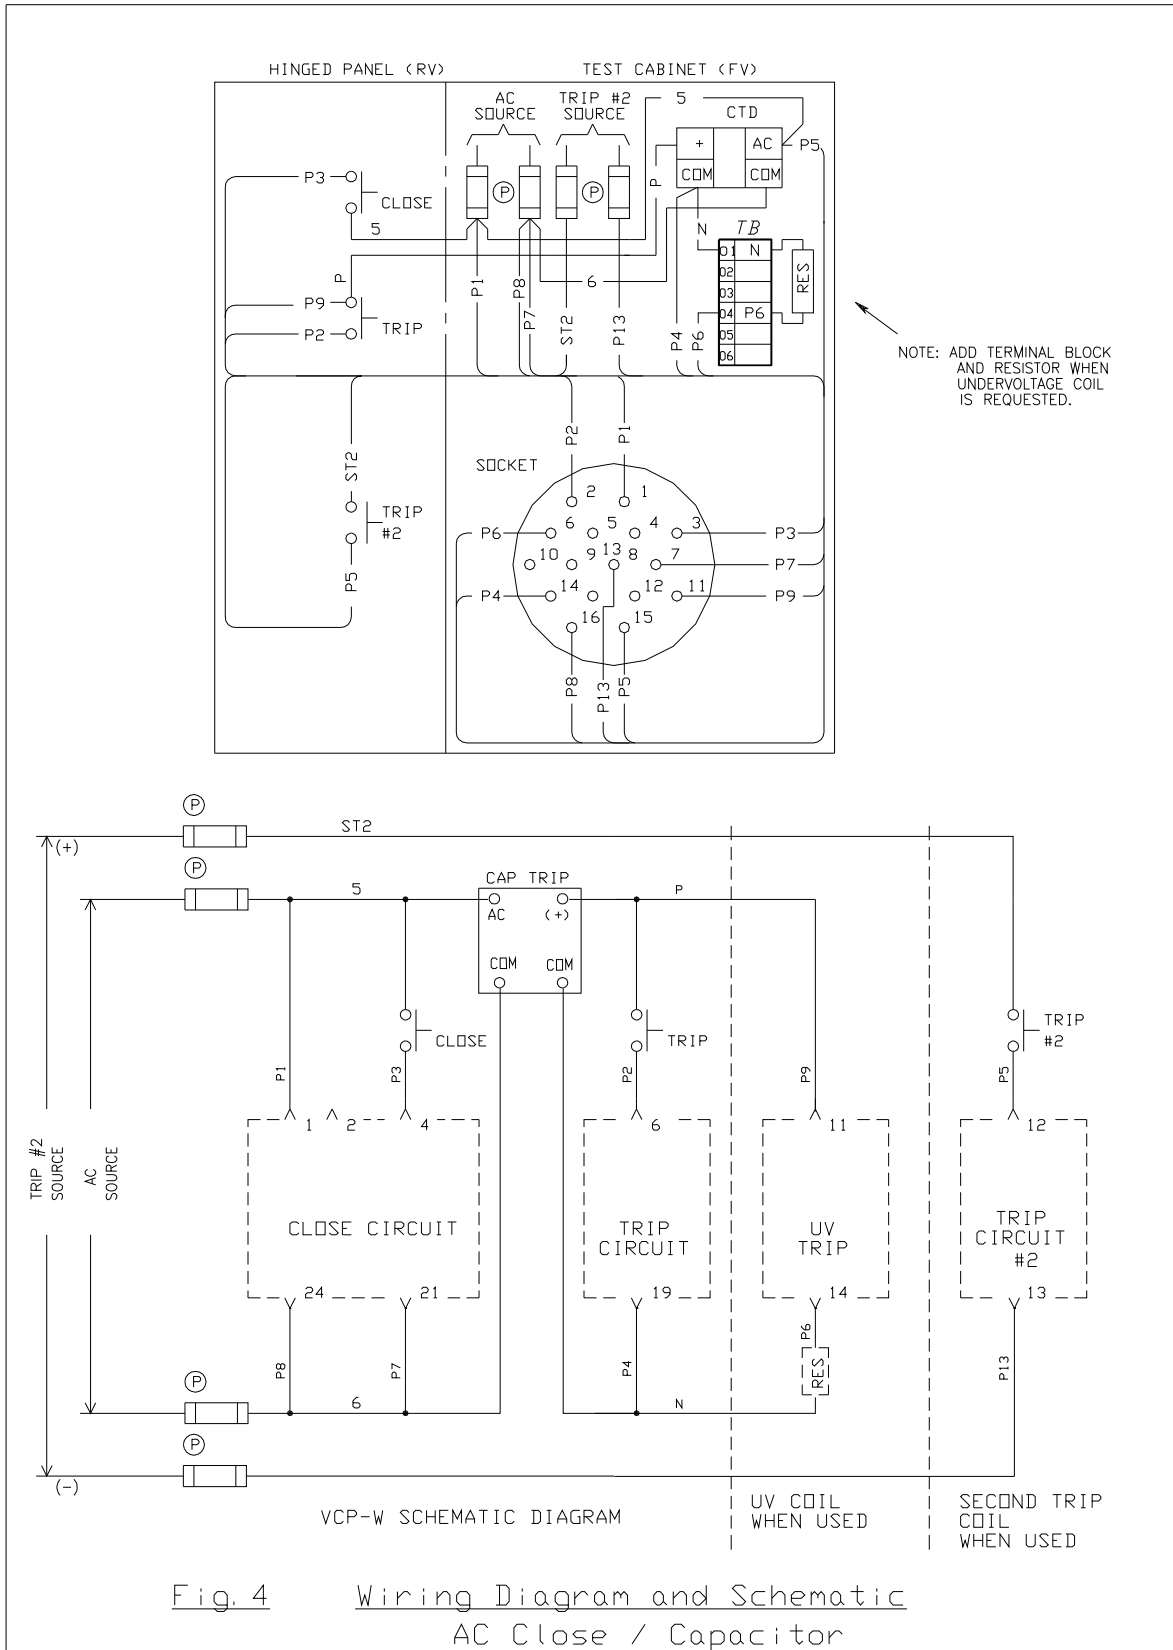 HINGED PANEL (RV)
TEST CABINET (FV)
AC
SOURCE
TRIP #2
SOURCE
5
CTD
+
AC
COM
COM
P5
P3
CLOSE
5
P
P
P
P
N
TB
01 N
02
03
04 P6
05
06
RES
P
P9
P2
TRIP
P1
P8
P7
6
ST2
P13
P4
P6
NOTE: ADD TERMINAL BLOCK
AND RESISTOR WHEN
UNDERVOLTAGE COIL
IS REQUESTED.
ST2
TRIP
#2
P5
P2
P1
SOCKET
2
1
6
5
4
3
10
9
13
8
7
14
12
11
16
15
P6
P4
P3
P7
P9
P8
P13
P5
P
ST2
(+)
P
5
CAP TRIP
AC
(+)
COM
COM
P
CLOSE
TRIP
TRIP
#2
P1
P3
P2
P9
P5
1
2
4
6
11
12
TRIP #2
SOURCE
AC
SOURCE
CLOSE CIRCUIT
TRIP
CIRCUIT
UV
TRIP
TRIP
CIRCUIT
#2
24
21
19
14
13
P8
P7
P4
P6
RES
P13
P
6
N
P
(-)
VCP-W SCHEMATIC DIAGRAM
UV COIL
WHEN USED
SECOND TRIP
COIL
WHEN USED
Fig. 4
Wiring Diagram and Schematic
AC Close / Capacitor